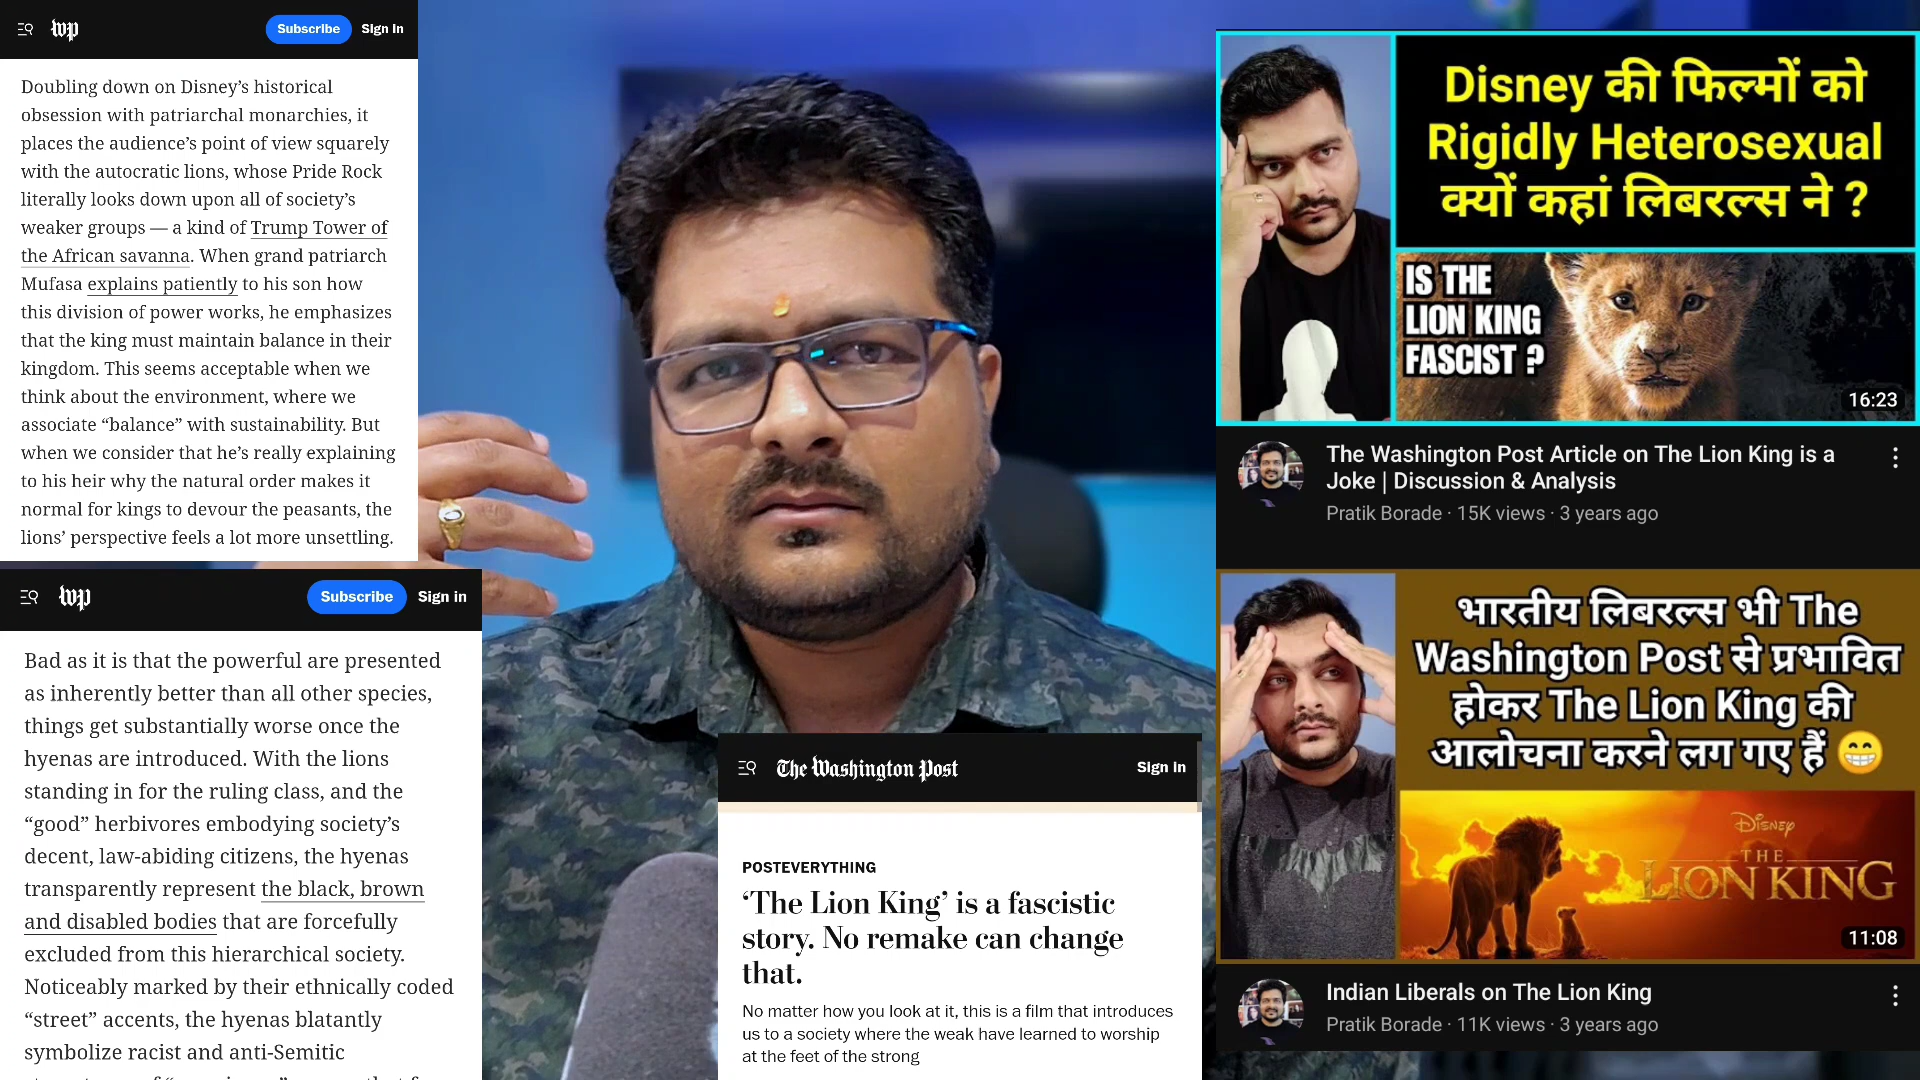 wp
Subscribe
Sign in
Doubling down on Disney’s historical
obsession with patriarchal monarchies, it
places the audience’s point of view squarely
with the autocratic lions, whose Pride Rock
literally looks down upon all of society’s
weaker groups — a kind of Trump Tower of
the African savanna. When grand patriarch
Mufasa explains patiently to his son how
this division of power works, he emphasizes
that the king must maintain balance in their
kingdom. This seems acceptable when we
think about the environment, where we
associate “balance” with sustainability. But
when we consider that he’s really explaining
to his heir why the natural order makes it
normal for kings to devour the peasants, the
lions’ perspective feels a lot more unsettling.
wp
Subscribe
Sign in
Bad as it is that the powerful are presented
as inherently better than all other species,
things get substantially worse once the
hyenas are introduced. With the lions
standing in for the ruling class, and the
“good” herbivores embodying society’s
decent, law-abiding citizens, the hyenas
transparently represent the black, brown
and disabled bodies that are forcefully
excluded from this hierarchical society.
Noticeably marked by their ethnically coded
“street” accents, the hyenas blatantly
symbolize racist and anti-Semitic
The Washington Post
Sign in
POSTEVERYTHING
‘The Lion King’ is a fascistic
story. No remake can change
that.
No matter how you look at it, this is a film that introduces
us to a society where the weak have learned to worship
at the feet of the strong
Disney की फिल्मों को
Rigidly Heterosexual
क्यों कहां लिबरल्स ने ?
IS THE
LION KING
FASCIST ?
16:23
The Washington Post Article on The Lion King is a
Joke | Discussion & Analysis
Pratik Borade · 15K views · 3 years ago
भारतीय लिबरल्स भी The
Washington Post से प्रभावित
होकर The Lion King की
आलोचना करने लग गए हैं 😁
DISNEY
THE
LION KING
11:08
Indian Liberals on The Lion King
Pratik Borade · 11K views · 3 years ago